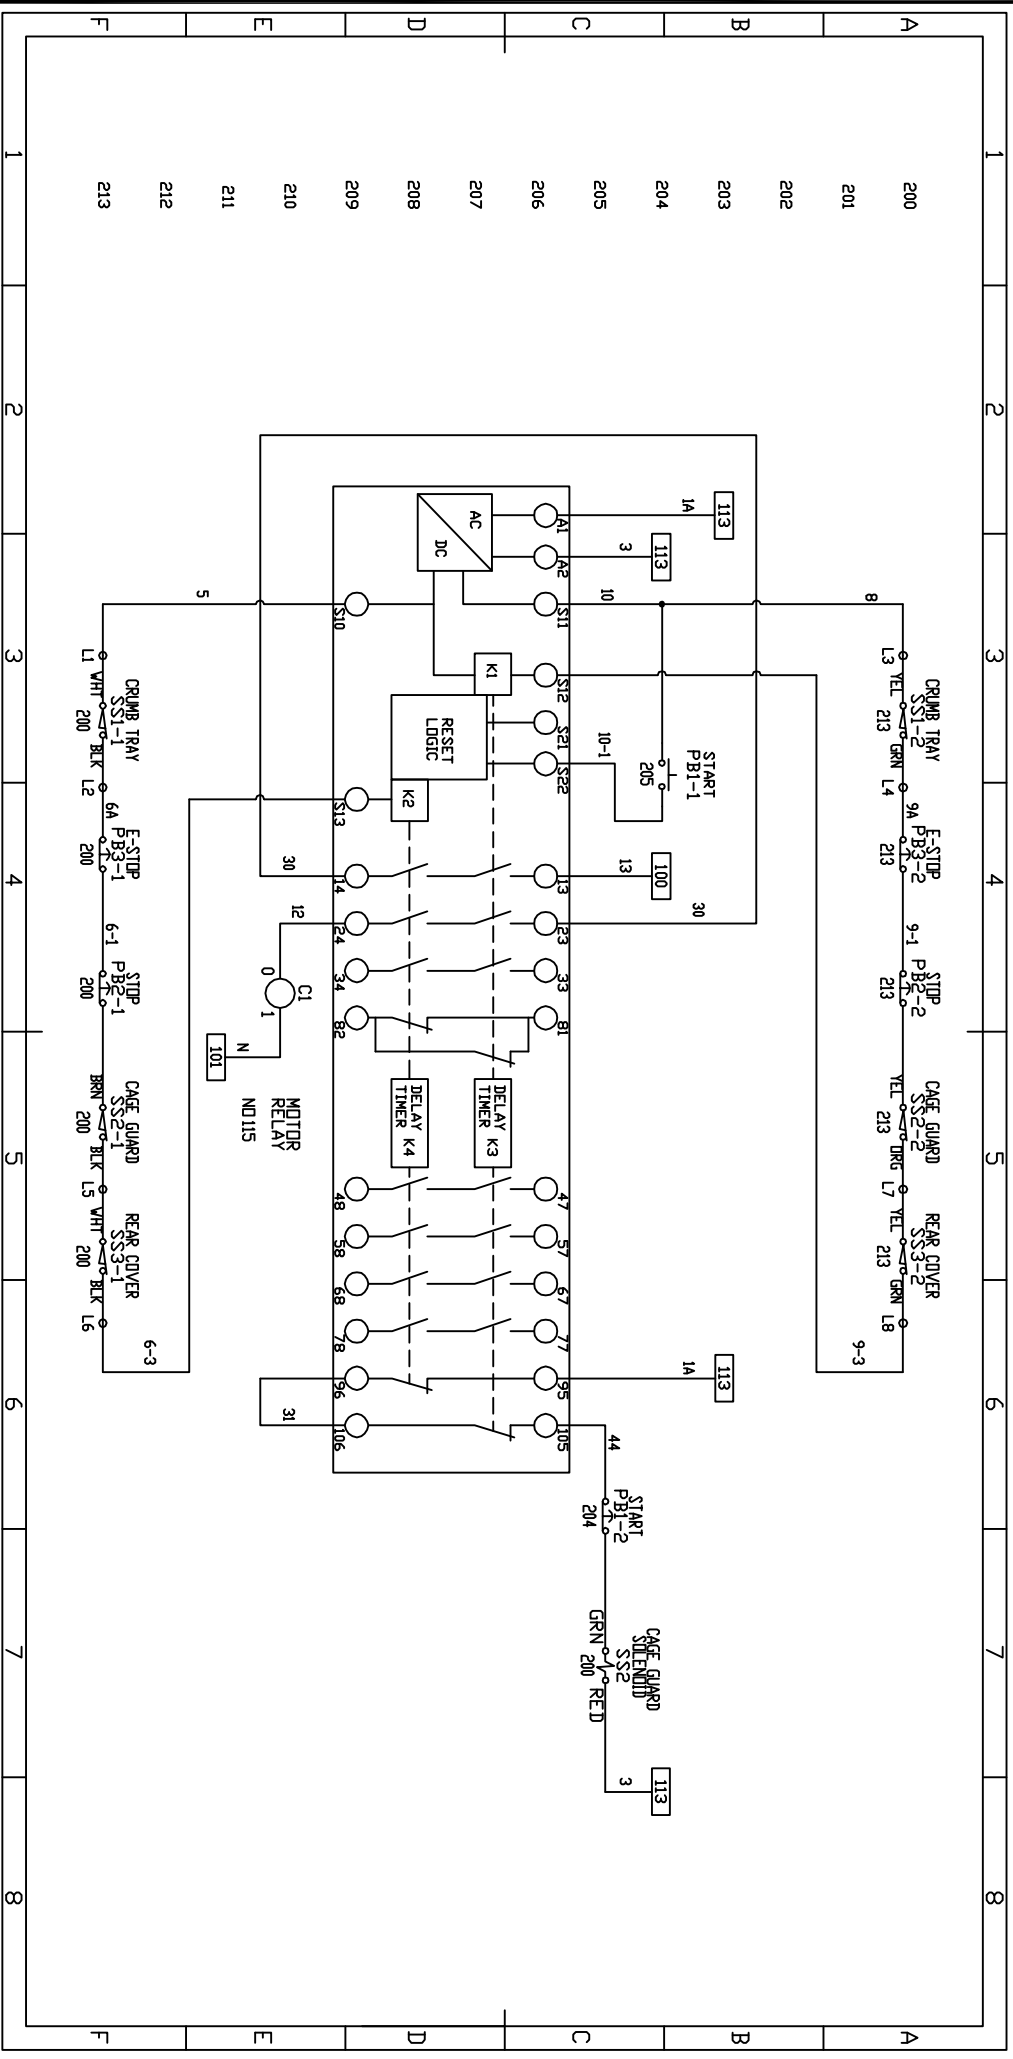 A
B
C
D
E
F
1
2
3
4
5
6
7
8
200
201
202
203
204
205
206
207
208
209
210
211
212
213
8
L3
YEL
CRUMB TRAY
SS1-2
213
GRN
L4
9A
E-STOP
PB3-2
213
9-1
STOP
PB2-2
213
YEL
CAGE GUARD
SS2-2
213
ORG
L7
YEL
REAR COVER
SS3-2
213
GRN
L8
9-3
113
1A
113
3
10
START
PB1-1
205
10-1
100
13
30
113
1A
44
START
PB1-2
204
GRN
CAGE GUARD
SOLENOID
SS2
200
RED
3
113
A1
A2
S11
S12
S21
S22
13
23
33
81
47
57
67
77
95
105
AC
DC
K1
RESET
LOGIC
K2
DELAY K3
TIMER
DELAY K4
TIMER
S10
S13
14
24
34
82
48
58
68
78
96
106
30
12
0
C1
1
N
101
MOTOR
RELAY
NO115
31
5
L1
WHT
CRUMB TRAY
SS1-1
200
BLK
L2
6A
E-STOP
PB3-1
200
6-1
STOP
PB2-1
200
BRN
CAGE GUARD
SS2-1
200
BLK
L5
WHT
REAR COVER
SS3-1
200
BLK
L6
6-3
1
2
3
4
5
6
7
8
A
B
C
D
E
F